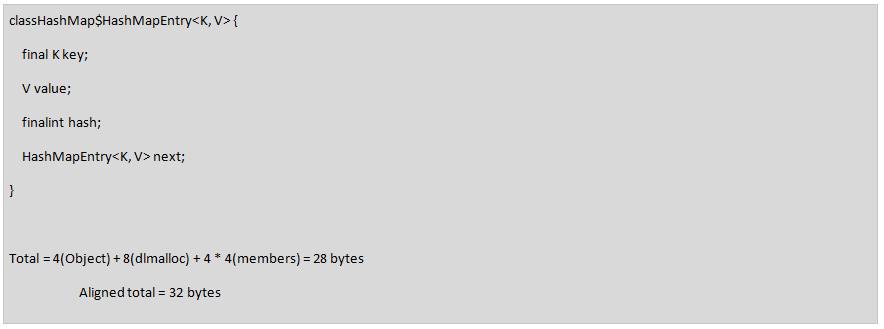 classHashMap$HashMapEntry<K, V> {
final K key;
V value;
finalint hash;
HashMapEntry<K, V> next;
}
Total = 4(Object) + 8(dlmalloc) + 4 * 4(members) = 28 bytes
Aligned total = 32 bytes